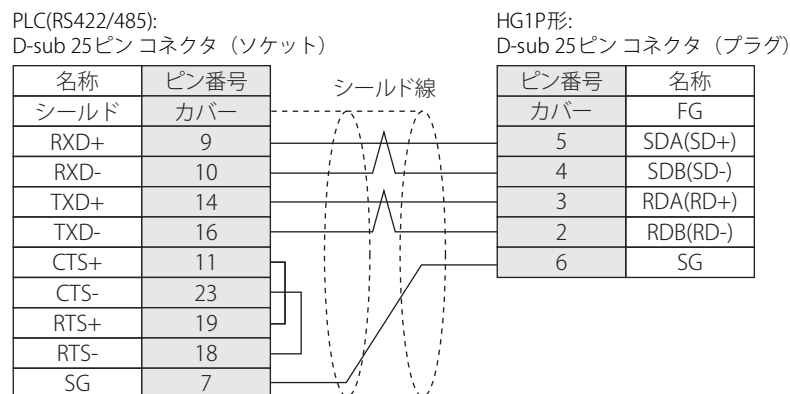 PLC(RS422/485):
D-sub 25ピン コネクタ（ソケット）
名称 ピン番号
シールド カバー
RXD+ 9
RXD- 10
TXD+ 14
TXD- 16
CTS+ 11
CTS- 23
RTS+ 19
RTS- 18
SG 7
シールド線
HG1P形:
D-sub 25ピン コネクタ（プラグ）
ピン番号 名称
カバー FG
5 SDA(SD+)
4 SDB(SD-)
3 RDA(RD+)
2 RDB(RD-)
6 SG